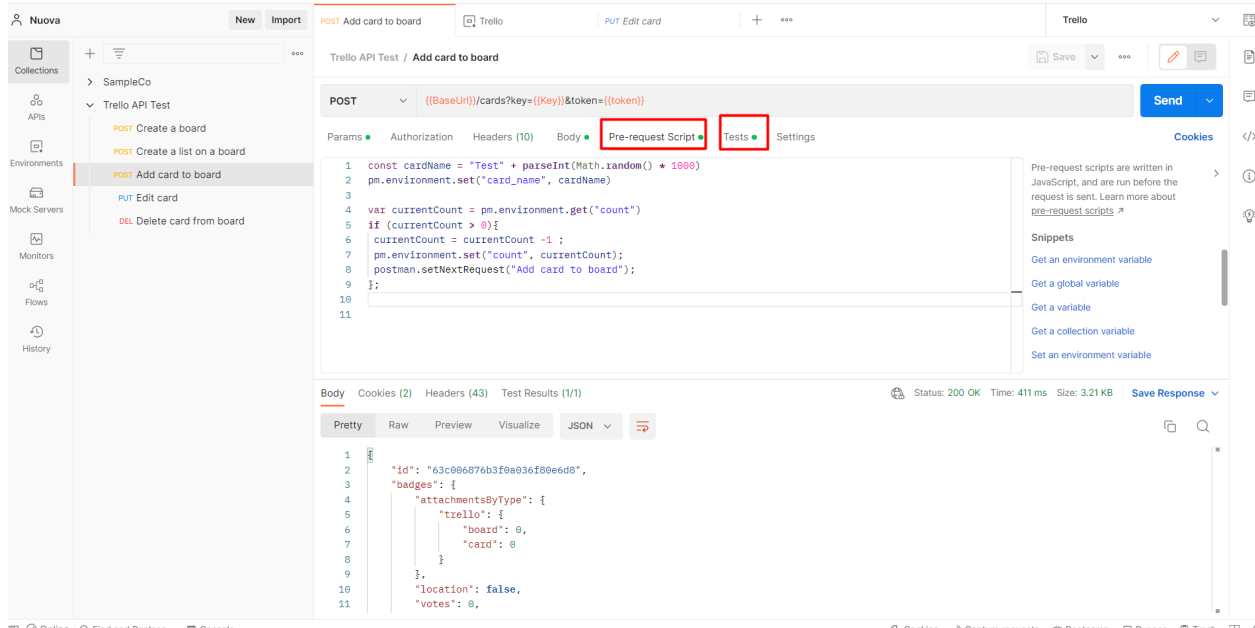 Nuova New Import POST Add card to board Trello PUT Edit card Trello
Collections
APIs
Environments
Mock Servers
Monitors
Flows
History
SampleCo
Trello API Test
POST Create a board
POST Create a list on a board
POST Add card to board
PUT Edit card
DEL Delete card from board
Trello API Test / Add card to board Save
POST {{BaseUrl}}/cards?key={{Key}}&token={{token}} Send
Params Authorization Headers (10) Body Pre-request Script Tests Settings Cookies
1 const cardName = "Test" + parseInt(Math.random() * 1000)
2 pm.environment.set("card_name", cardName)
3
4 var currentCount = pm.environment.get("count")
5 if (currentCount > 0){
6 currentCount = currentCount -1 ;
7 pm.environment.set("count", currentCount);
8 postman.setNextRequest("Add card to board");
9 };
10
11
Pre-request scripts are written in
JavaScript, and are run before the
request is sent. Learn more about
pre-request scripts
Snippets
Get an environment variable
Get a global variable
Get a variable
Get a collection variable
Set an environment variable
Body Cookies (2) Headers (43) Test Results (1/1) Status: 200 OK Time: 411 ms Size: 3.21 KB Save Response
Pretty Raw Preview Visualize JSON
1 {
2 "id": "63c006876b3f0a036f80e6d8",
3 "badges": {
4 "attachmentsByType": {
5 "trello": {
6 "board": 0,
7 "card": 0
8 }
9 },
10 "location": false,
11 "votes": 0,